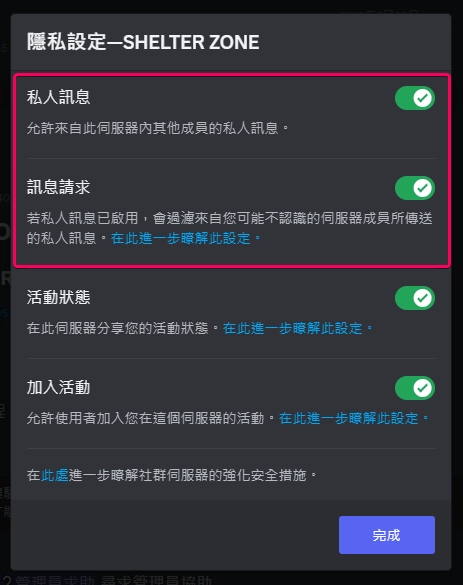 隱私設定—SHELTER ZONE
私人訊息
允許來自此伺服器內其他成員的私人訊息。
訊息請求
若私人訊息已啟用，會過濾來自您可能不認識的伺服器成員所傳送
的私人訊息。在此進一步瞭解此設定。
活動狀態
在此伺服器分享您的活動狀態。在此進一步瞭解此設定。
加入活動
允許使用者加入您在這個伺服器的活動。在此進一步瞭解此設定。
在此處進一步瞭解社群伺服器的強化安全措施。
完成